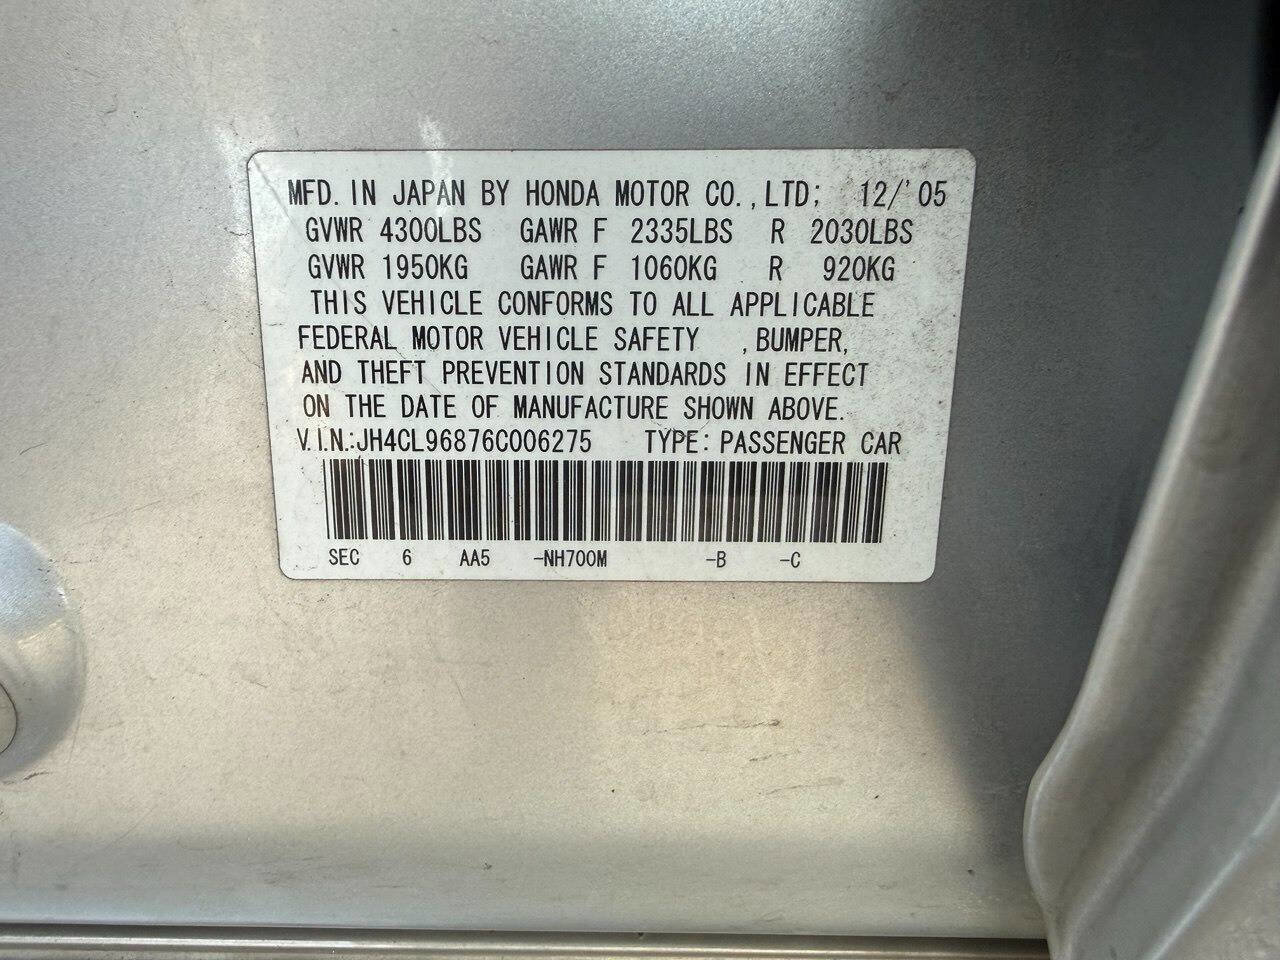 MFD. IN JAPAN BY HONDA MOTOR CO., LTD; 12/'05
GVWR 4300LBS GAWR F 2335LBS R 2030LBS
GVWR 1950KG GAWR F 1060KG R 920KG
THIS VEHICLE CONFORMS TO ALL APPLICABLE
FEDERAL MOTOR VEHICLE SAFETY , BUMPER,
AND THEFT PREVENTION STANDARDS IN EFFECT
ON THE DATE OF MANUFACTURE SHOWN ABOVE.
V.I.N.:JH4CL96876C006275 TYPE: PASSENGER CAR
SEC 6 AA5 -NH700M -B -C